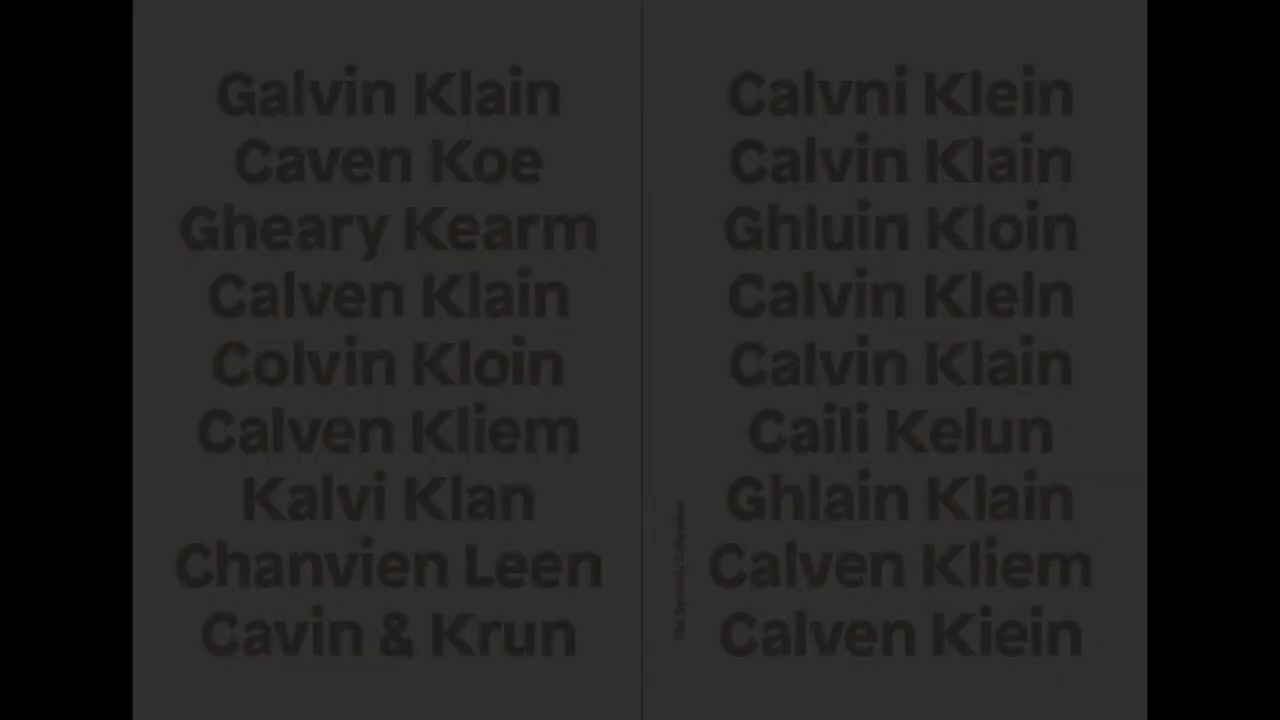 Galvin Klain
Caven Koe
Gheary Kearm
Calven Klain
Colvin Kloin
Calven Kliem
Kalvi Klan
Chanvien Leen
Cavin & Krun
Calvni Klein
Calvin Klain
Ghluin Kloin
Calvin Kleln
Calvin Klain
Caili Kelun
Ghlain Klain
Calven Kliem
Calven Kiein